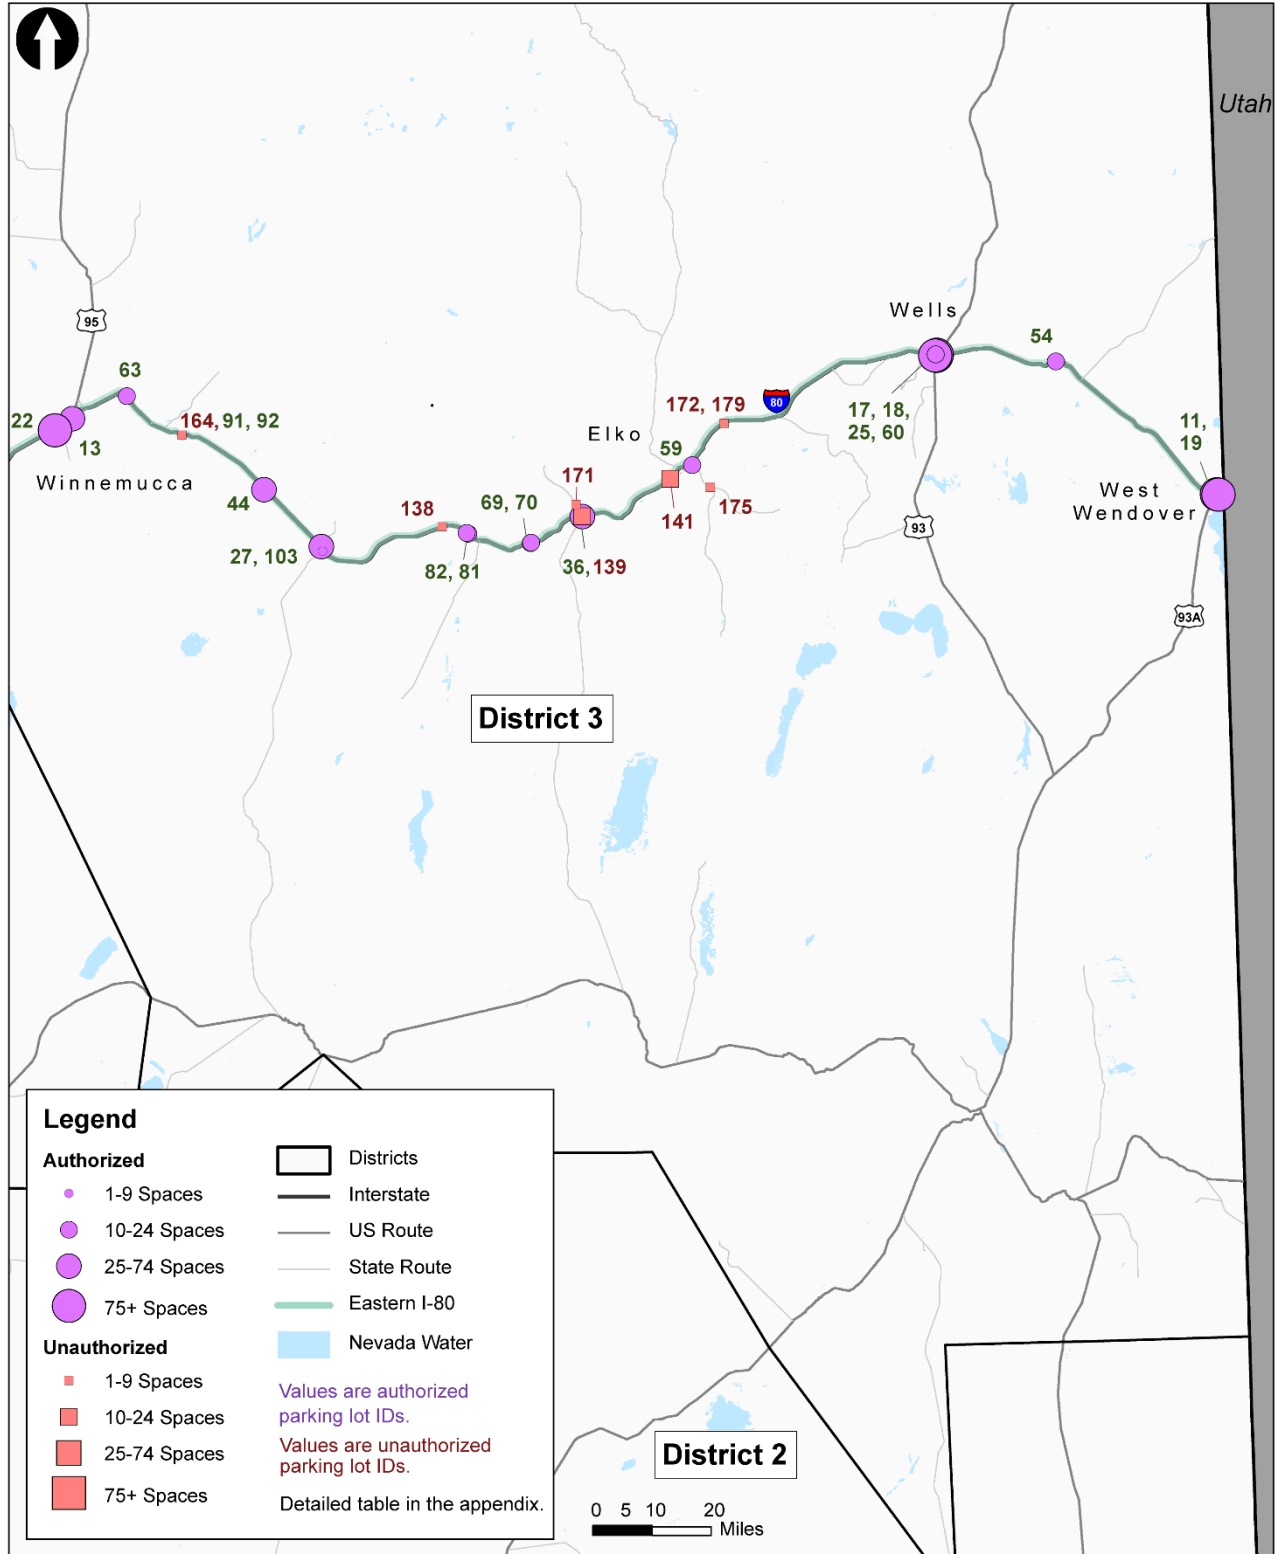 Utah
95
Wells
54
63
22
13
164, 91, 92
Winnemucca
172, 179
80
17, 18,
25, 60
11,
19
Elko
59
171
141
175
West
Wendover
44
138
69, 70
27, 103
82, 81
36, 139
93
93A
District 3
Legend
Authorized
1-9 Spaces
10-24 Spaces
25-74 Spaces
75+ Spaces
Unauthorized
1-9 Spaces
10-24 Spaces
25-74 Spaces
75+ Spaces
Districts
Interstate
US Route
State Route
Eastern I-80
Nevada Water
Values are authorized
parking lot IDs.
Values are unauthorized
parking lot IDs.
Detailed table in the appendix.
District 2
0 5 10 20
Miles